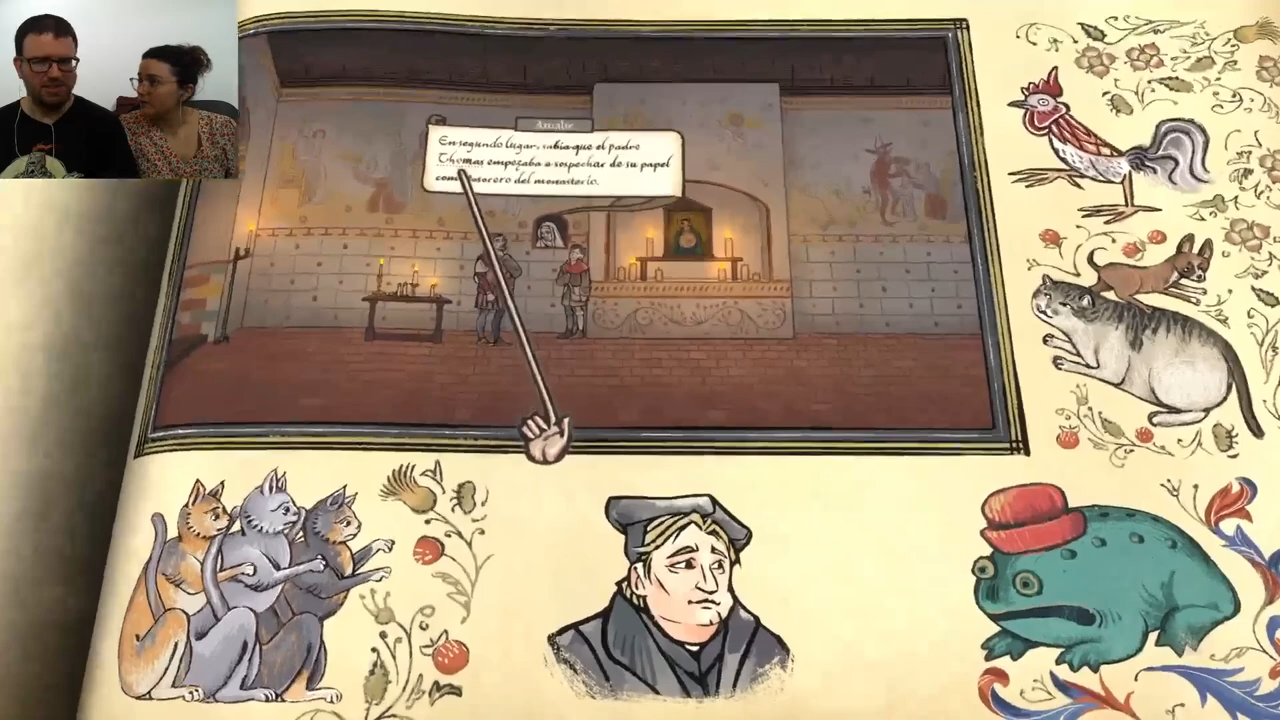 Amalie
En segundo lugar, sabía que el padre
Thomas empezaba a sospechar de su papel
como tesorero del monasterio.